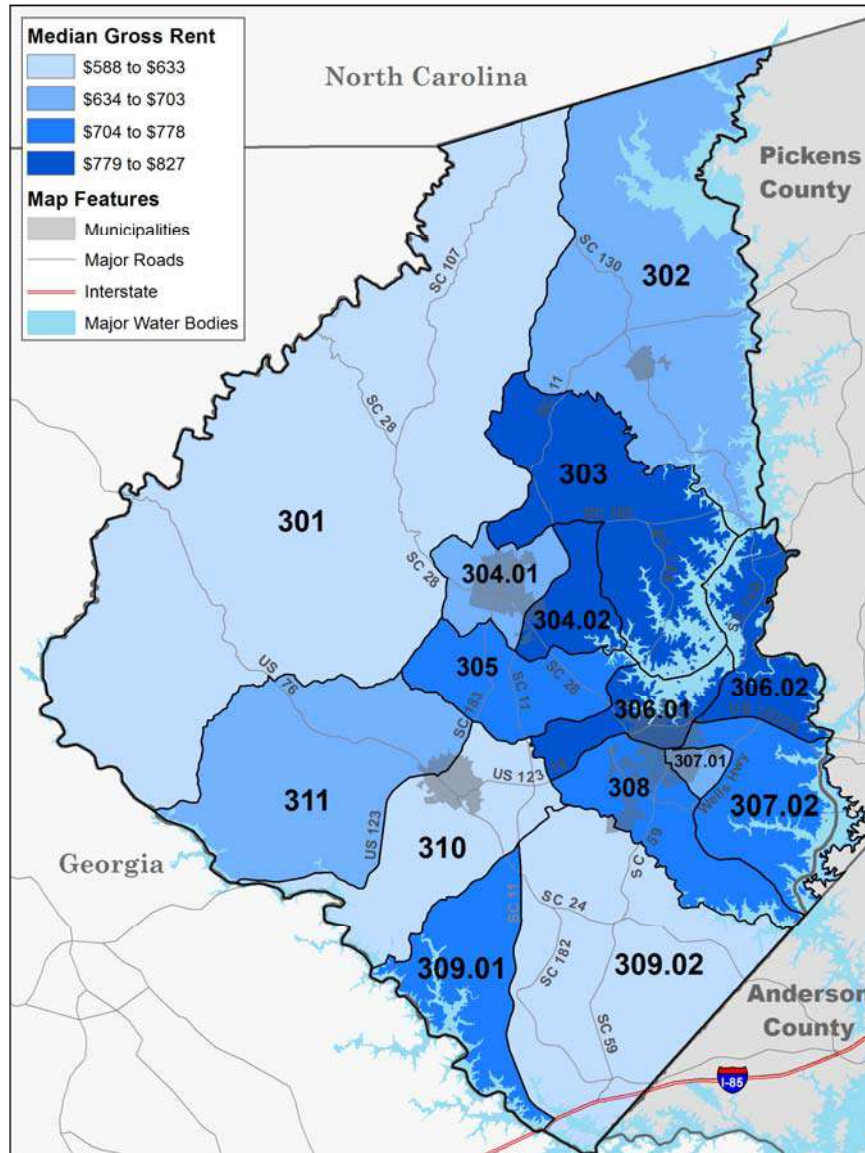 Median Gross Rent
$588 to $633
$634 to $703
$704 to $778
$779 to $827
Map Features
Municipalities
Major Roads
Interstate
Major Water Bodies
North Carolina
Pickens
County
SC 107
SC 130
302
SC 11
SC 28
303
301
304.01
SC 28
304.02
305
SC 28
US 76
SC 183
SC 11
306.01
306.02
307.01
US 123
308
Wells Hwy
307.02
311
US 123
310
59
Georgia
SC 11
SC 24
SC 182
309.01
309.02
SC 59
Anderson
County
I-85